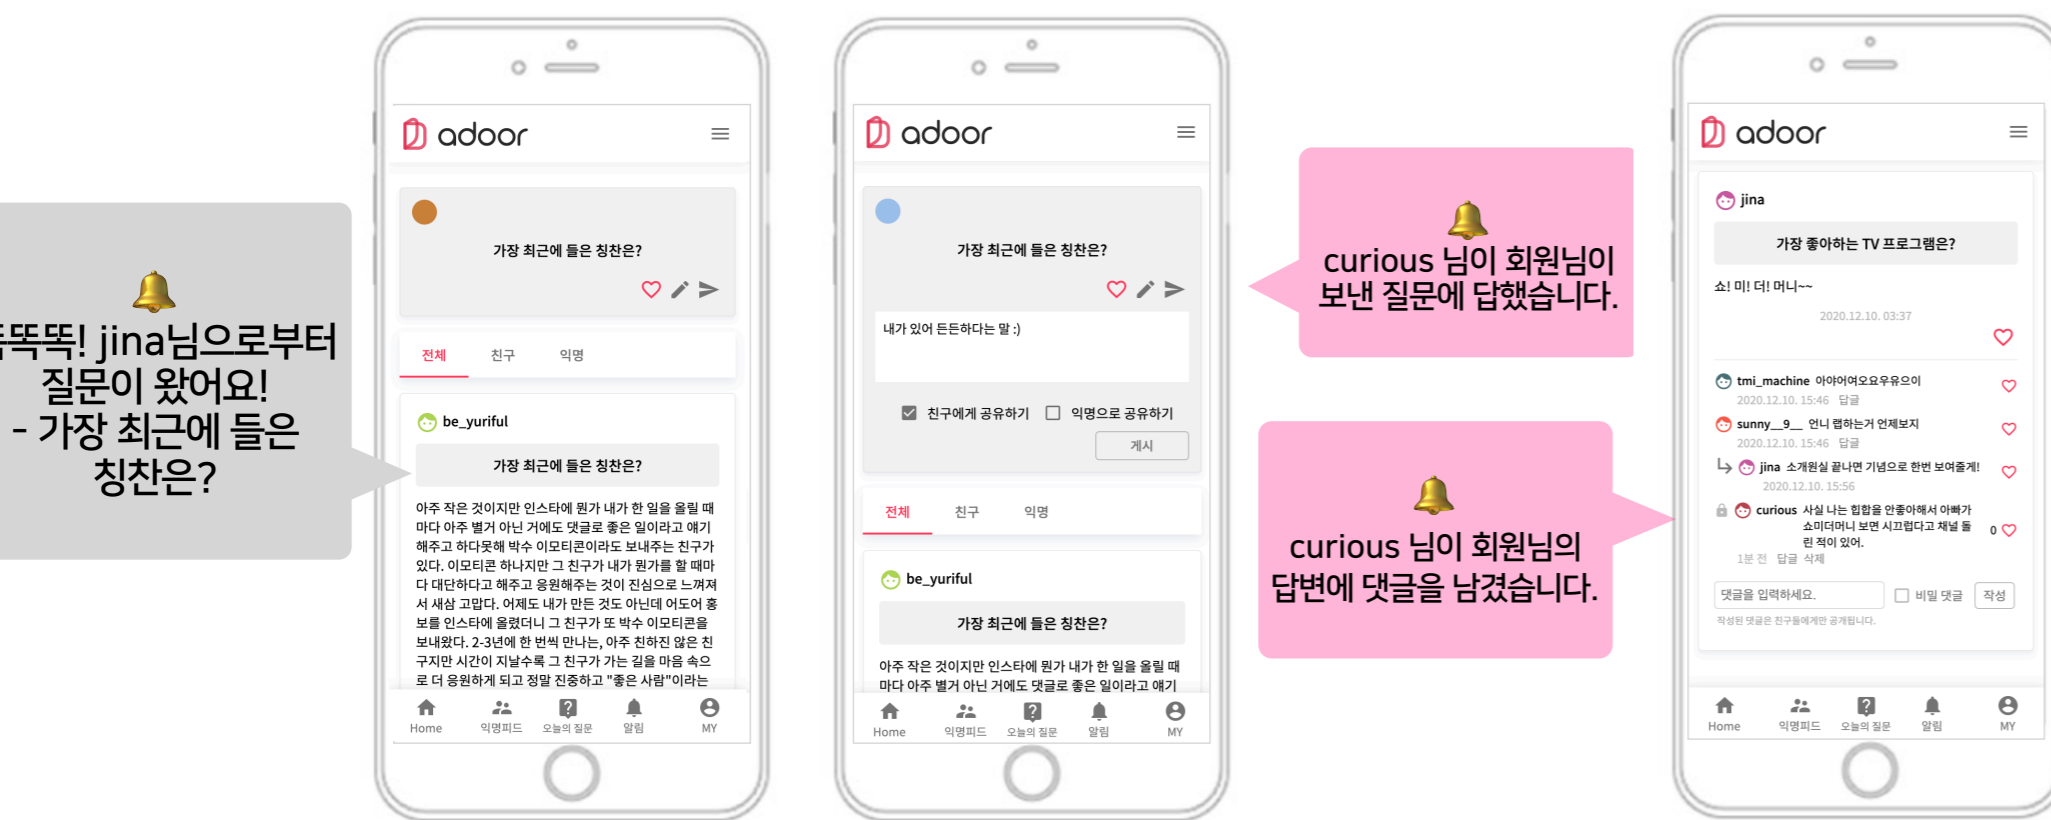 똑똑! jina님으로부터
질문이 왔어요!
- 가장 최근에 들은
칭찬은?
adoor
가장 최근에 들은 칭찬은?
전체 친구 익명
be_yuriful
가장 최근에 들은 칭찬은?
아주 작은 것이지만 인스타에 뭔가 내가 한 일을 올릴 때
마다 아주 별거 아닌 거에도 댓글로 좋은 일이라고 얘기
해주고 하다못해 박수 이모티콘이라도 보내주는 친구가
있다. 이모티콘 하나지만 그 친구가 내가 뭔가를 할 때마
다 대단하다고 해주고 응원해주는 것이 진심으로 느껴져
서 새삼 고맙다. 어제도 내가 만든 것도 아닌데 어도어 홍
보를 인스타에 올렸더니 그 친구가 또 박수 이모티콘을
보내왔다. 2-3년에 한 번씩 만나는, 아주 친하진 않은 친
구지만 시간이 지날수록 그 친구가 가는 길을 마음 속으
로 더 응원하게 되고 정말 진중하고 "좋은 사람"이라는
Home 익명피드 오늘의 질문 알림 MY
adoor
가장 최근에 들은 칭찬은?
내가 있어 든든하다는 말 :)
친구에게 공유하기 익명으로 공유하기
게시
전체 친구 익명
be_yuriful
가장 최근에 들은 칭찬은?
아주 작은 것이지만 인스타에 뭔가 내가 한 일을 올릴 때
마다 아주 별거 아닌 거에도 댓글로 좋은 일이라고 얘기
Home 익명피드 오늘의 질문 알림 MY
curious 님이 회원님이
보낸 질문에 답했습니다.
curious 님이 회원님의
답변에 댓글을 남겼습니다.
adoor
jina
가장 좋아하는 TV 프로그램은?
쇼! 미! 더! 머니~~
2020.12.10. 03:37
tmi_machine 아야어여오요우유으이
2020.12.10. 15:46 답글
sunny__9__ 언니 랩하는거 언제보지
2020.12.10. 15:46 답글
jina 소개원실 끝나면 기념으로 한번 보여줄게!
2020.12.10. 15:56
curious 사실 나는 힙합을 안좋아해서 아빠가
쇼미더머니 보면 시끄럽다고 채널 돌
린 적이 있어. 0
1분 전 답글 삭제
댓글을 입력하세요. 비밀 댓글 작성
작성된 댓글은 친구들에게만 공개됩니다.
Home 익명피드 오늘의 질문 알림 MY